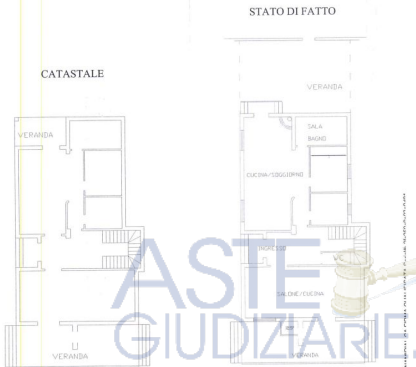 STATO DI FATTO
CATASTALE
VERANDA
VERANDA
SALA
BAGNO
CUCINA/SOGGIORNO
INGRESSO
SALONE/CUCINA
VERANDA
VERANDA
ASTE
GIUDIZIARIE